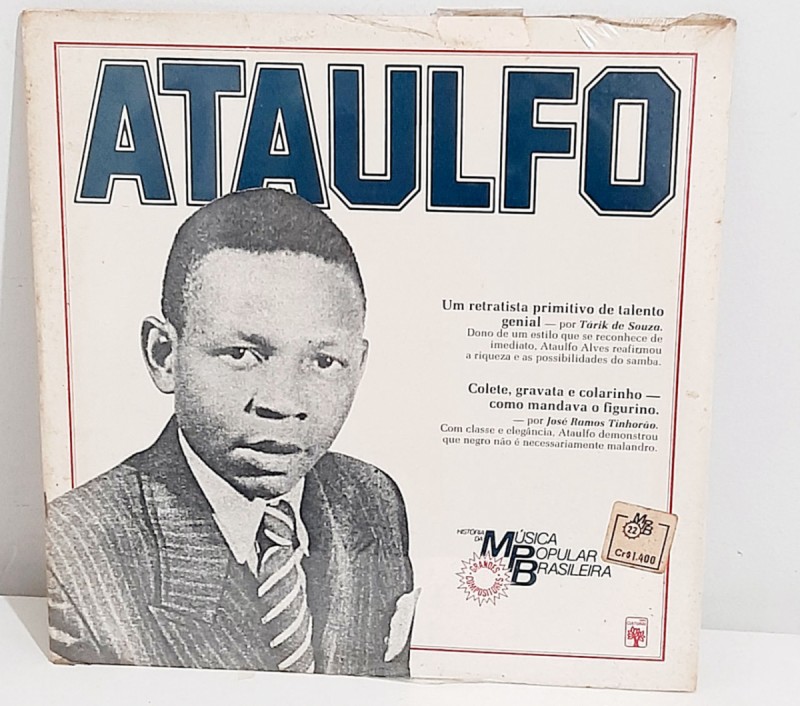 ATAULFO
Um retratista primitivo de talento
genial — por Tárik de Souza.
Dono de um estilo que se reconhece de
imediato, Ataulfo Alves reafirmou
a riqueza e as possibilidades do samba.
Colete, gravata e colarinho —
como mandava o figurino.
— por José Ramos Tinhorão.
Com classe e elegância, Ataulfo demonstrou
que negro não é necessariamente malandro.
HISTÓRIA
DA
MÚSICA
POPULAR
BRASILEIRA
GRANDES
COMPOSITORES
MPB
22
Cr$1.400
CULTURAL